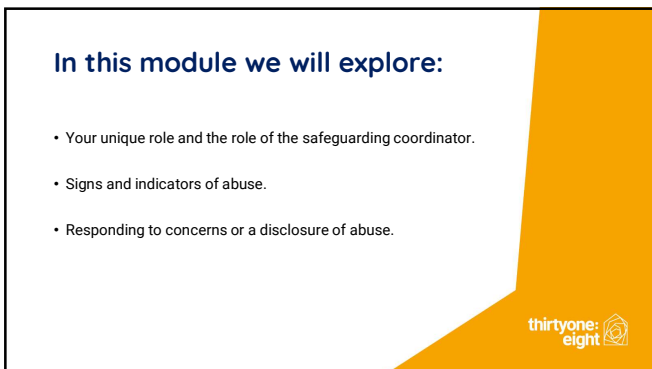 In this module we will explore:
• Your unique role and the role of the safeguarding coordinator.
• Signs and indicators of abuse.
• Responding to concerns or a disclosure of abuse.
thirtyone:
eight